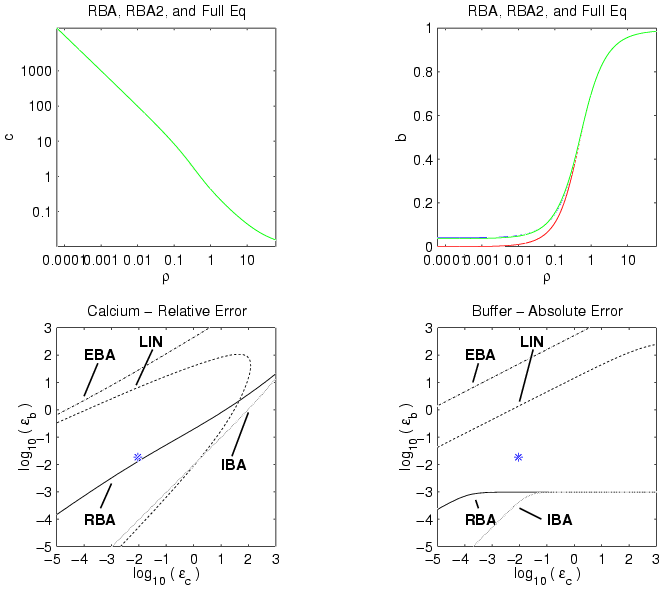 RBA, RBA2, and Full Eq
1000
100
10
1
0.1
c
0.0001 0.001 0.01 0.1 1 10
ρ
RBA, RBA2, and Full Eq
1
0.8
0.6
0.4
0.2
0
b
0.0001 0.001 0.01 0.1 1 10
ρ
Calcium − Relative Error
3
2
1
0
−1
−2
−3
−4
−5
log10 ( εb )
EBA
LIN
IBA
RBA
−5 −4 −3 −2 −1 0 1 2 3
log10 ( εc )
Buffer − Absolute Error
3
2
1
0
−1
−2
−3
−4
−5
log10 ( εb )
EBA
LIN
RBA
IBA
−5 −4 −3 −2 −1 0 1 2 3
log10 ( εc )